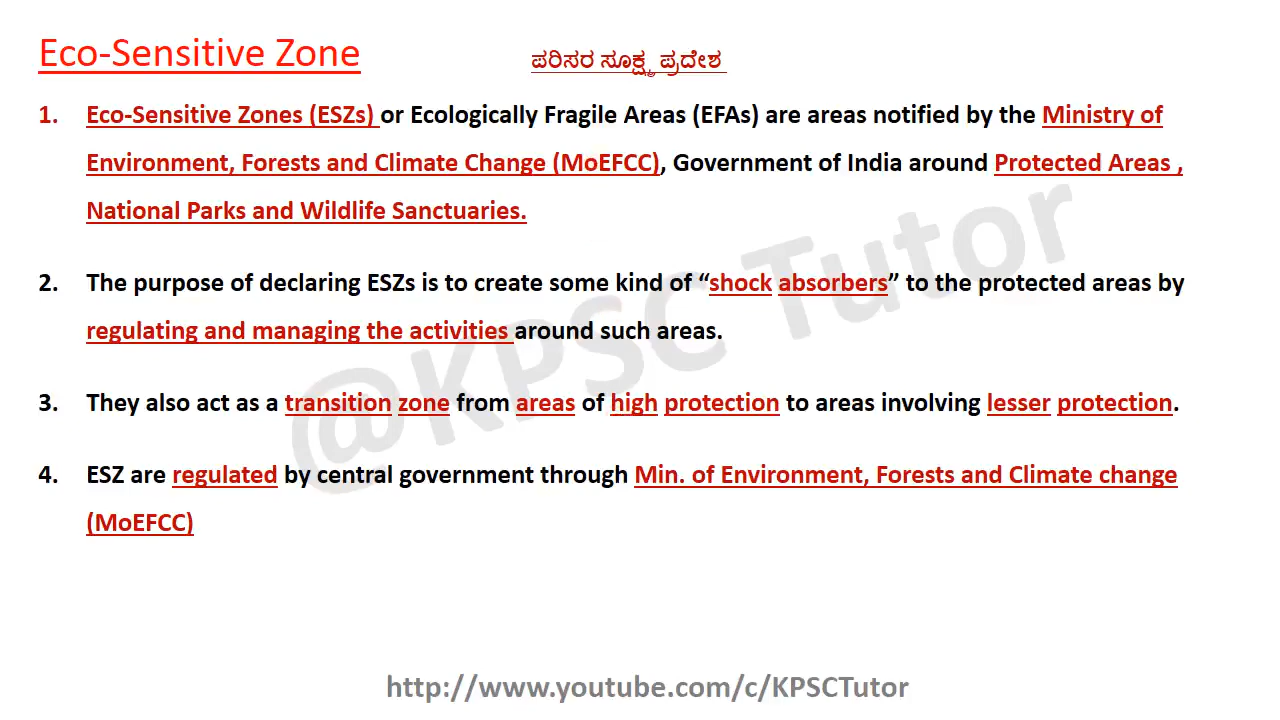 Eco-Sensitive Zone ಪರಿಸರ ಸೂಕ್ಷ್ಮ ಪ್ರದೇಶ
1. Eco-Sensitive Zones (ESZs) or Ecologically Fragile Areas (EFAs) are areas notified by the Ministry of
Environment, Forests and Climate Change (MoEFCC), Government of India around Protected Areas ,
National Parks and Wildlife Sanctuaries.
2. The purpose of declaring ESZs is to create some kind of “shock absorbers” to the protected areas by
regulating and managing the activities around such areas.
3. They also act as a transition zone from areas of high protection to areas involving lesser protection.
4. ESZ are regulated by central government through Min. of Environment, Forests and Climate change
(MoEFCC)
@KPSC Tutor
http://www.youtube.com/c/KPSCTutor